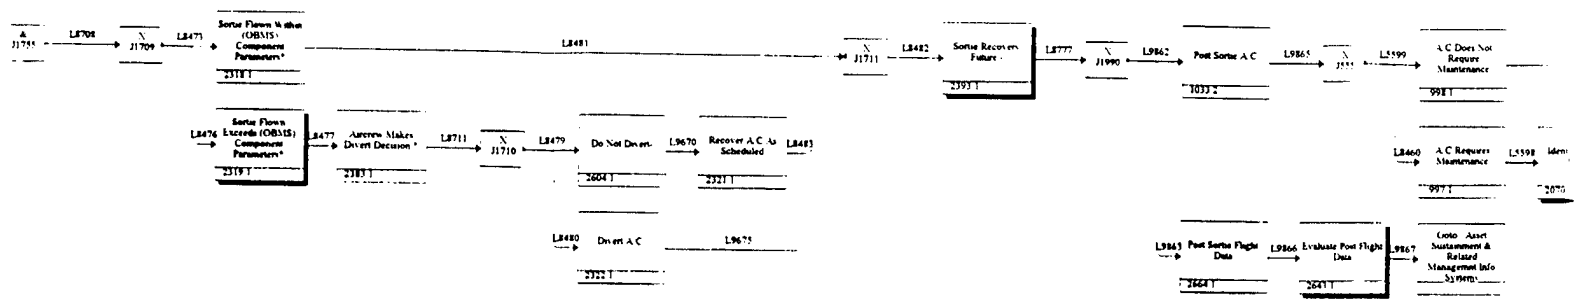 &
J1755
L8708
X
J1709
L8473
Sortie Flown Within
(OBMS)
Component
Parameters*
2318.1
L8481
X
J1711
L8482
Sortie Recovers
Future -
2393.1
L8777
X
J1990
L9862
Post Sortie A/C
1033.2
L9865
X
J555
L5599
A/C Does Not
Require
Maintenance
998.1
L8476
Sortie Flown
Exceeds (OBMS)
Component
Parameters*
2319.1
L8477
Aircrew Makes
Divert Decision *
2383.1
L8711
X
J1710
L8479
Do Not Divert-
2604.1
L9670
Recover A/C As
Scheduled
2321.1
L8483
L8460
A/C Requires
Maintenance
997.1
L5598
Ident
2070
L8480
Divert A/C
2322.1
L9675
L9863
Post Sortie Flight
Data
2664.1
L9866
Evaluate Post Flight
Data
2643.1
L9867
Goto: Asset
Sustainment &
Related
Managemnt Info
Systems